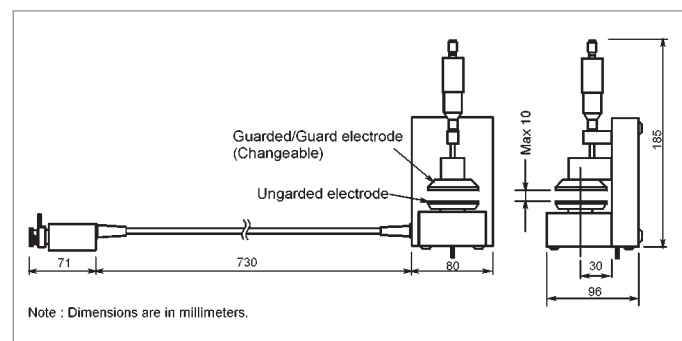 Guarded/Guard electrode
(Changeable)
Ungarded electrode
Max 10
185
71
730
80
30
96
Note : Dimensions are in millimeters.